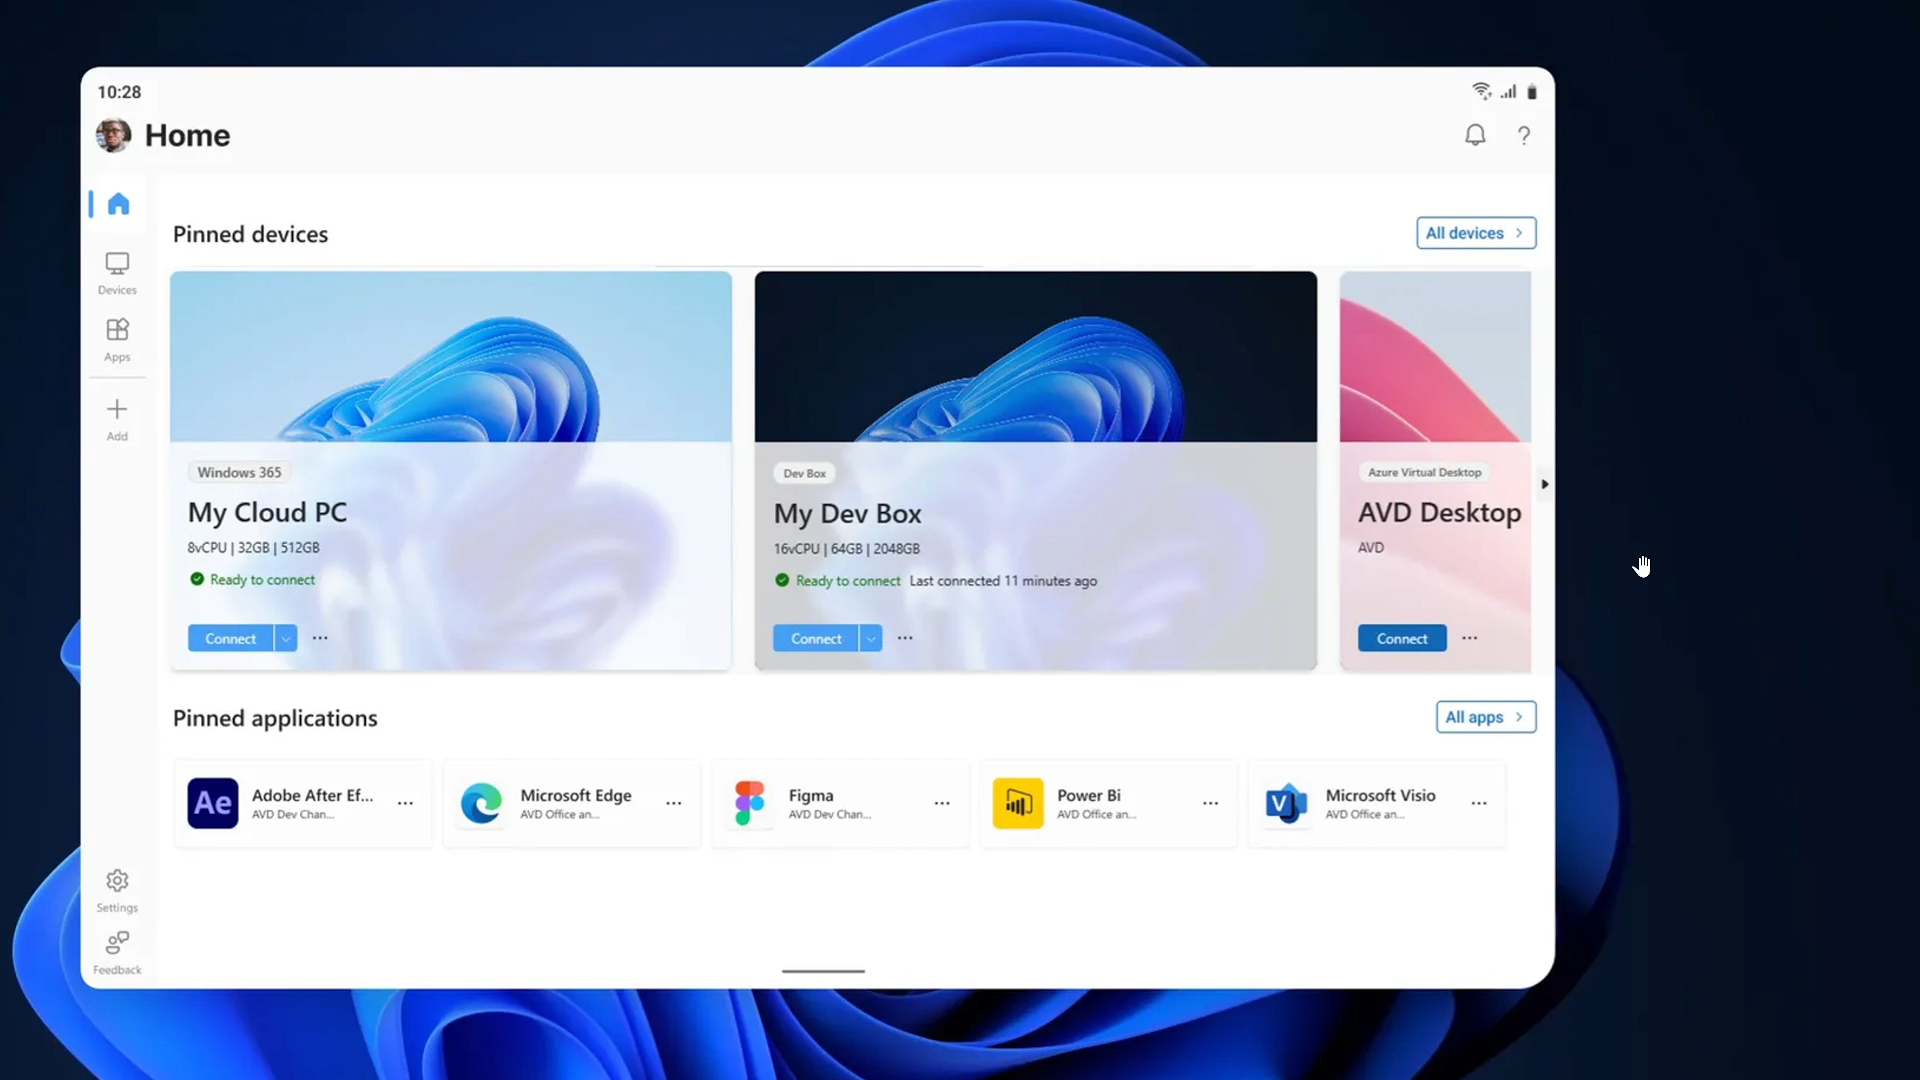 10:28
Home
?
Pinned devices
All devices
Devices
Apps
Add
Windows 365
My Cloud PC
8vCPU | 32GB | 512GB
Ready to connect
Connect
Dev Box
My Dev Box
16vCPU | 64GB | 2048GB
Ready to connect Last connected 11 minutes ago
Connect
Azure Virtual Desktop
AVD Desktop
AVD
Connect
Pinned applications
All apps
Ae
Adobe After Ef...
AVD Dev Chan...
Microsoft Edge
AVD Office an...
Figma
AVD Dev Chan...
Power Bi
AVD Office an...
V
Microsoft Visio
AVD Office an...
Settings
Feedback